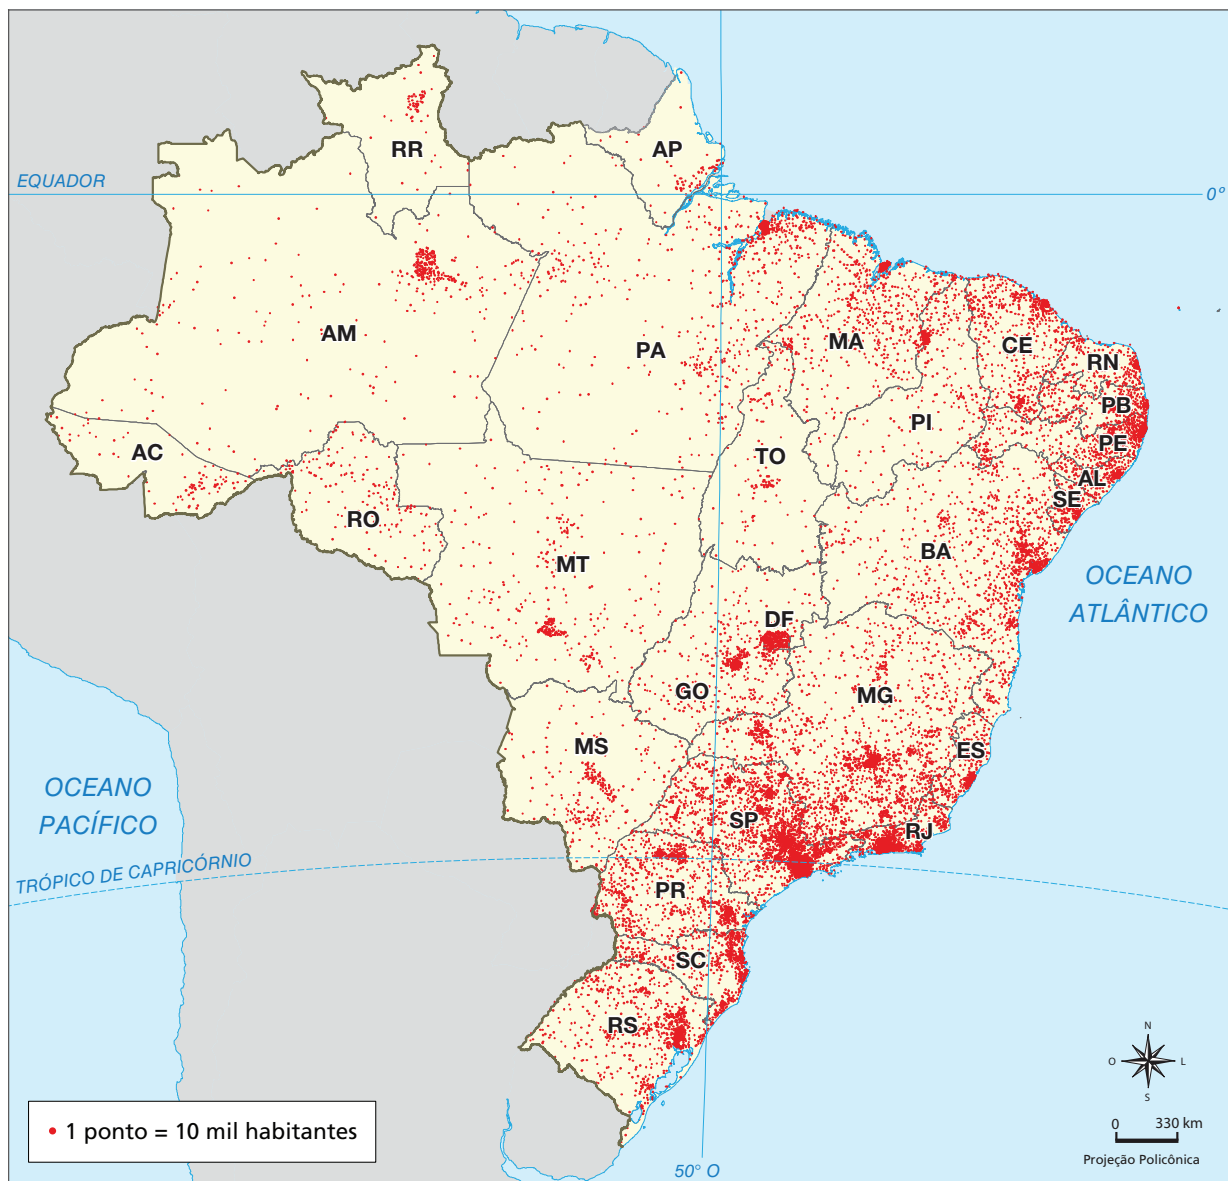 RR
AP
EQUADOR
0°
AM
PA
MA
CE
RN
PB
PI
PE
AC
TO
AL
SE
RO
BA
MT
OCEANO
ATLÂNTICO
DF
GO
MG
MS
ES
OCEANO
PACÍFICO
SP
RJ
TRÓPICO DE CAPRICÓRNIO
PR
SC
RS
N
O
L
S
1 ponto = 10 mil habitantes
0 330 km
Projeção Policônica
50° O